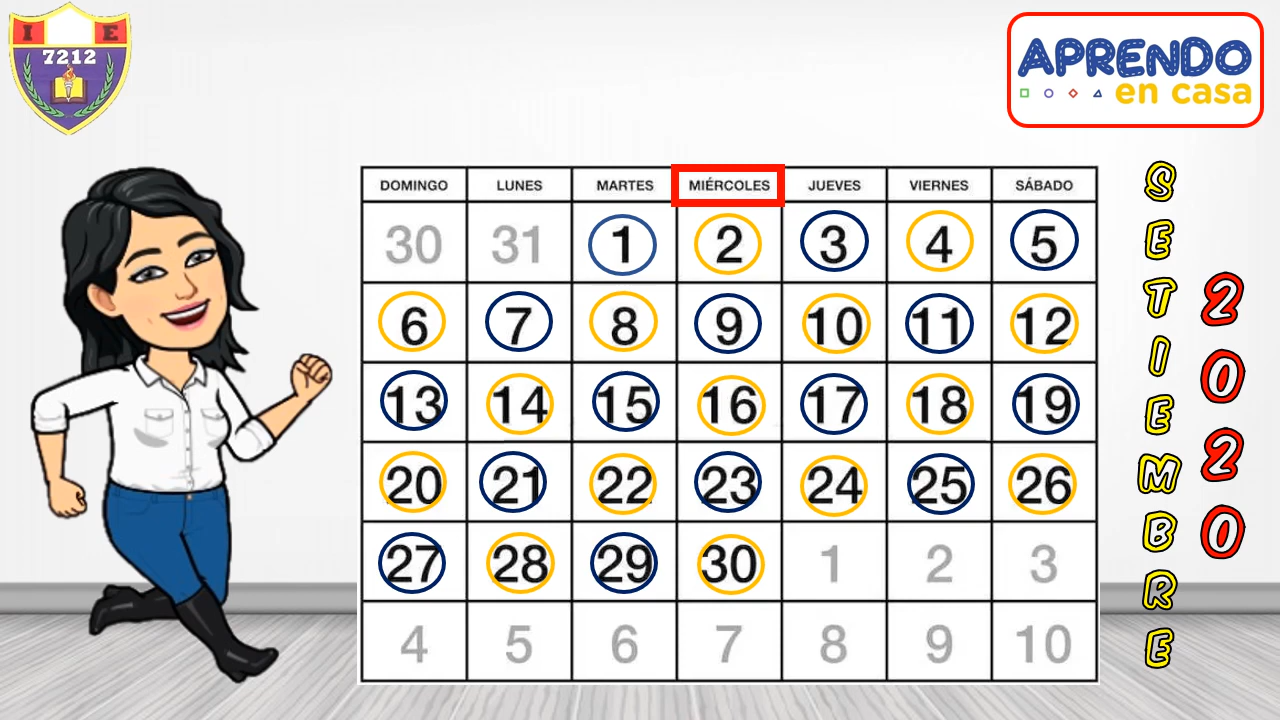 I E
7212
APRENDO
en casa
DOMINGO LUNES MARTES MIÉRCOLES JUEVES VIERNES SÁBADO
30 31 1 2 3 4 5
6 7 8 9 10 11 12
13 14 15 16 17 18 19
20 21 22 23 24 25 26
27 28 29 30 1 2 3
4 5 6 7 8 9 10
SETIEMBRE
2020